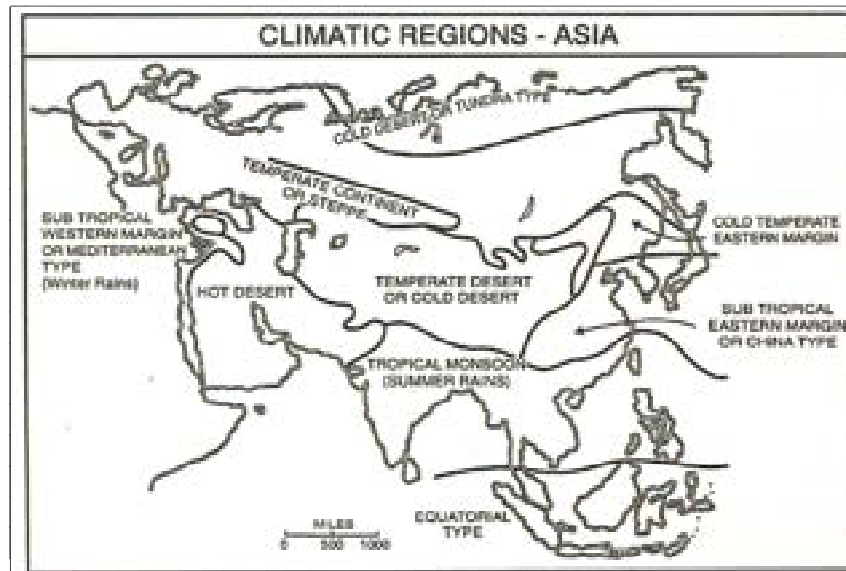 CLIMATIC REGIONS - ASIA
COLD DESERT OR TUNDRA TYPE
TEMPERATE CONTINENT
OR STEPPE
SUB TROPICAL
WESTERN MARGIN
OR MEDITERRANEAN
TYPE
(Winter Rains)
COLD TEMPERATE
EASTERN MARGIN
HOT DESERT
TEMPERATE DESERT
OR COLD DESERT
SUB TROPICAL
EASTERN MARGIN
OR CHINA TYPE
TROPICAL MONSOON
(SUMMER RAINS)
EQUATORIAL
TYPE
MILES
0 500 1000